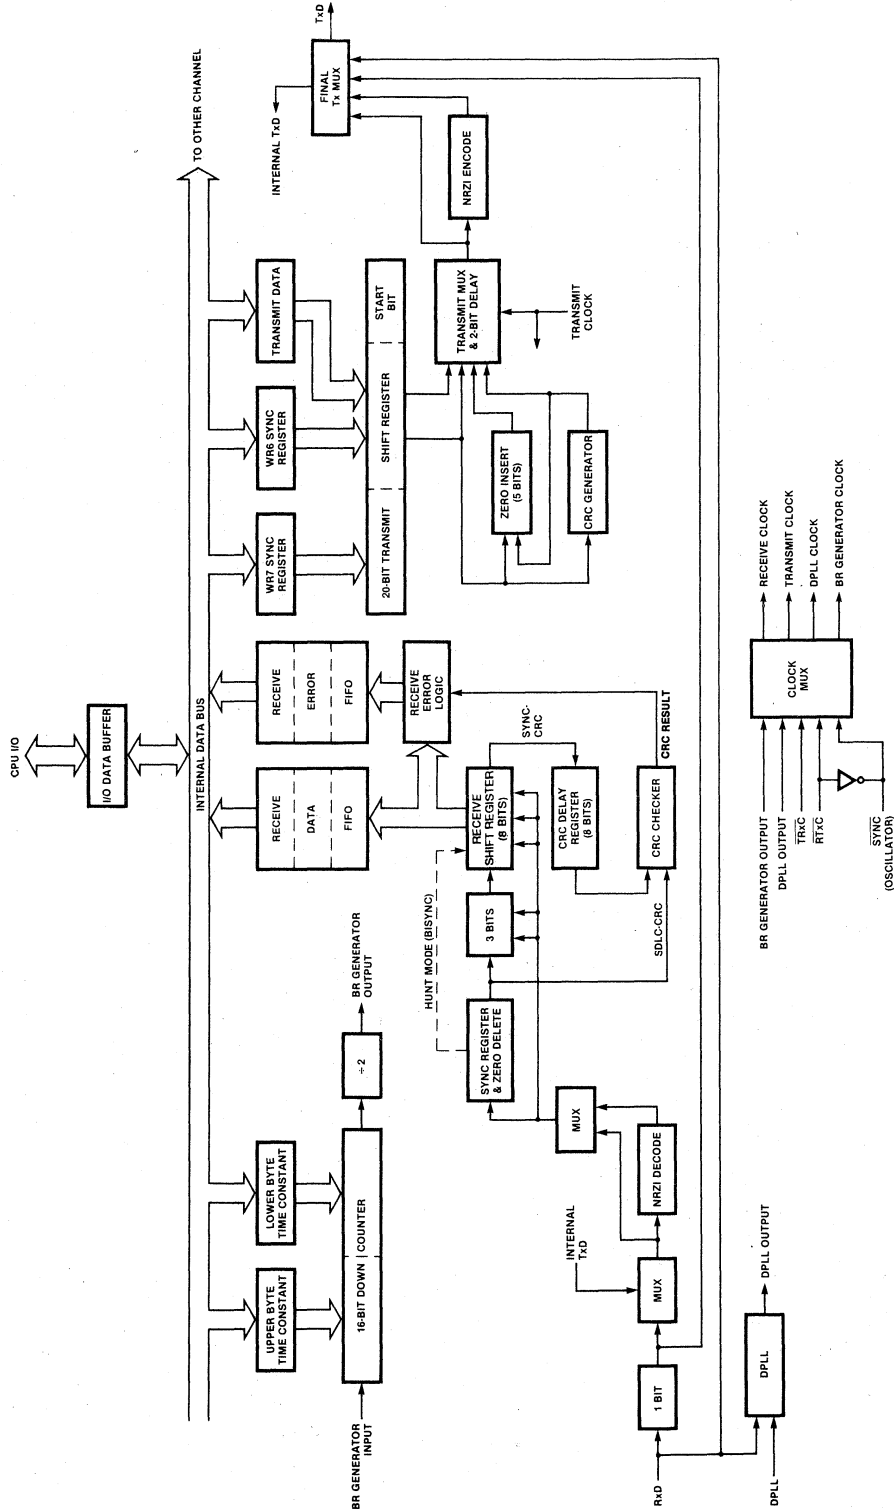 CPU I/O
I/O DATA BUFFER
INTERNAL DATA BUS
TO OTHER CHANNEL
UPPER BYTE
TIME CONSTANT
LOWER BYTE
TIME CONSTANT
16-BIT DOWN
COUNTER
BR GENERATOR
INPUT
÷ 2
BR GENERATOR
OUTPUT
RECEIVE
DATA
FIFO
RECEIVE
ERROR
FIFO
RECEIVE
ERROR
LOGIC
WR7 SYNC
REGISTER
WR6 SYNC
REGISTER
TRANSMIT DATA
20-BIT TRANSMIT
SHIFT REGISTER
START
BIT
INTERNAL TxD
FINAL
Tx MUX
TxD
NRZI ENCODE
TRANSMIT MUX
& 2-BIT DELAY
TRANSMIT
CLOCK
ZERO INSERT
(5 BITS)
CRC GENERATOR
HUNT MODE (BISYNC)
SYNC REGISTER
& ZERO DELETE
3 BITS
RECEIVE
SHIFT REGISTER
(8 BITS)
SYNC-
CRC
CRC DELAY
REGISTER
(8 BITS)
CRC CHECKER
CRC RESULT
SDLC-CRC
MUX
NRZI DECODE
INTERNAL
TxD
MUX
1 BIT
RxD
DPLL
DPLL
DPLL OUTPUT
BR GENERATOR OUTPUT
DPLL OUTPUT
TRxC
RTxC
SYNC
(OSCILLATOR)
CLOCK
MUX
RECEIVE CLOCK
TRANSMIT CLOCK
DPLL CLOCK
BR GENERATOR CLOCK